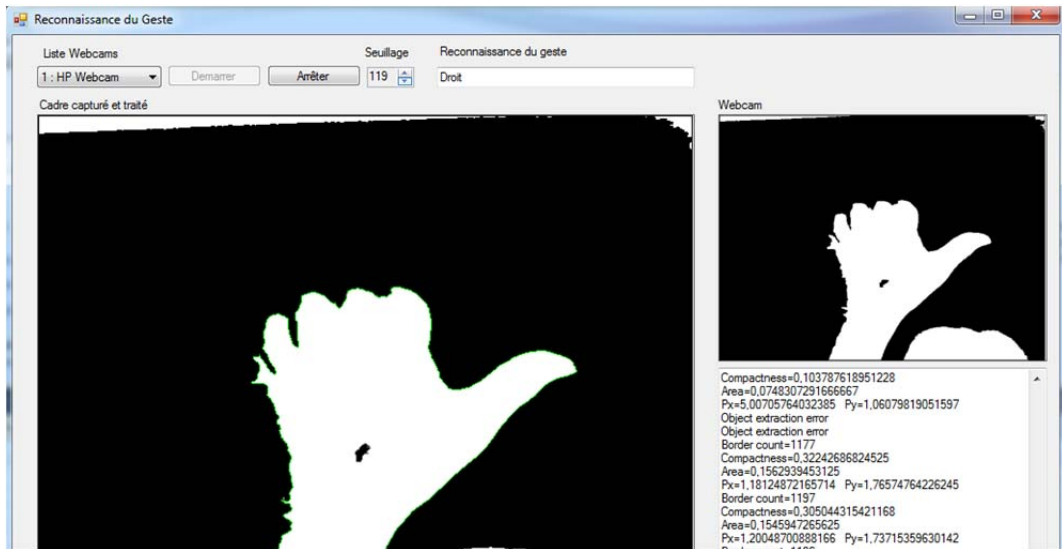 Reconnaissance du Geste
Liste Webcams
Seuillage
Reconnaissance du geste
1 : HP Webcam
Demarrer
Arrêter
119
Droit
Cadre capturé et traité
Webcam
Compactness=0,103787618951228
Area=0,0748307291666667
Px=5,00705764032385 Py=1,06079819051597
Object extraction error
Object extraction error
Border count=1177
Compactness=0,32242686824525
Area=0,1562939453125
Px=1,18124872165714 Py=1,76574764226245
Border count=1197
Compactness=0,305044315421168
Area=0,1545947265625
Px=1,20048700888166 Py=1,73715359630142